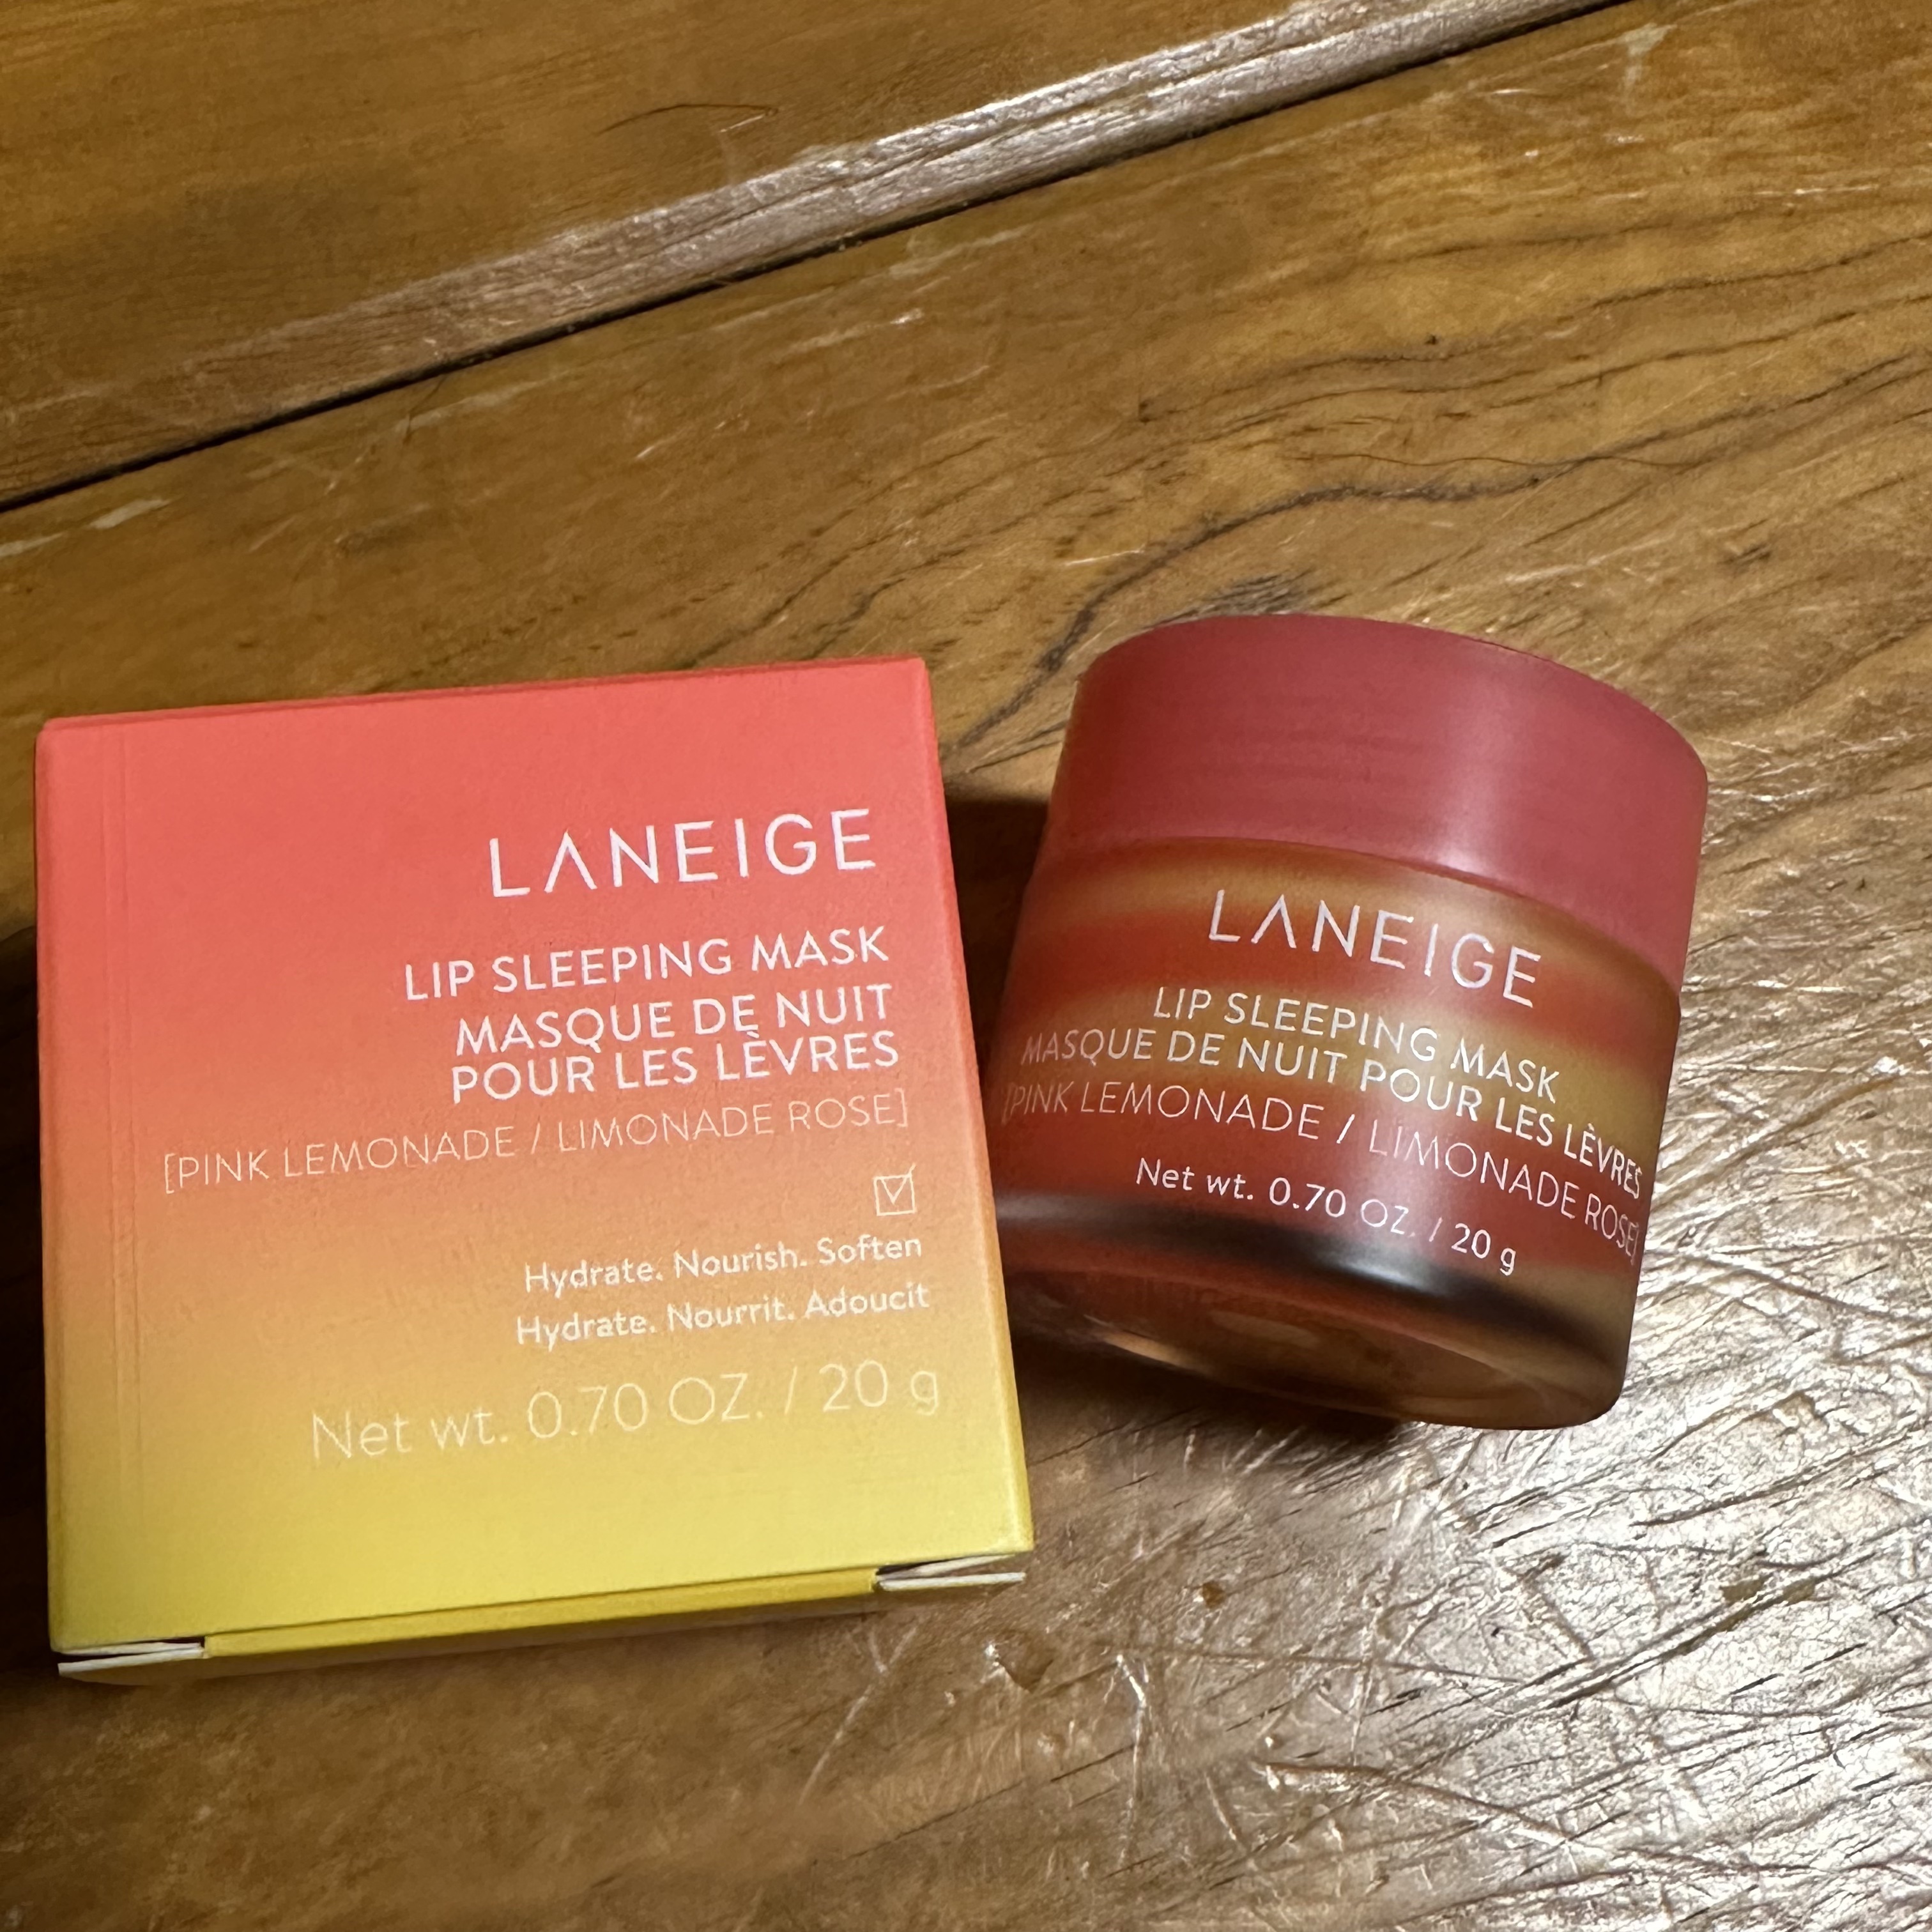 LANEIGE
LIP SLEEPING MASK
MASQUE DE NUIT
POUR LES LÈVRES
[PINK LEMONADE / LIMONADE ROSE]
Hydrate. Nourish. Soften
Hydrate. Nourrit. Adoucit
Net wt. 0.70 OZ. / 20 g
LANEIGE
LIP SLEEPING MASK
MASQUE DE NUIT POUR LES LÈVRES
[PINK LEMONADE / LIMONADE ROSE]
Net wt. 0.70 OZ. / 20 g